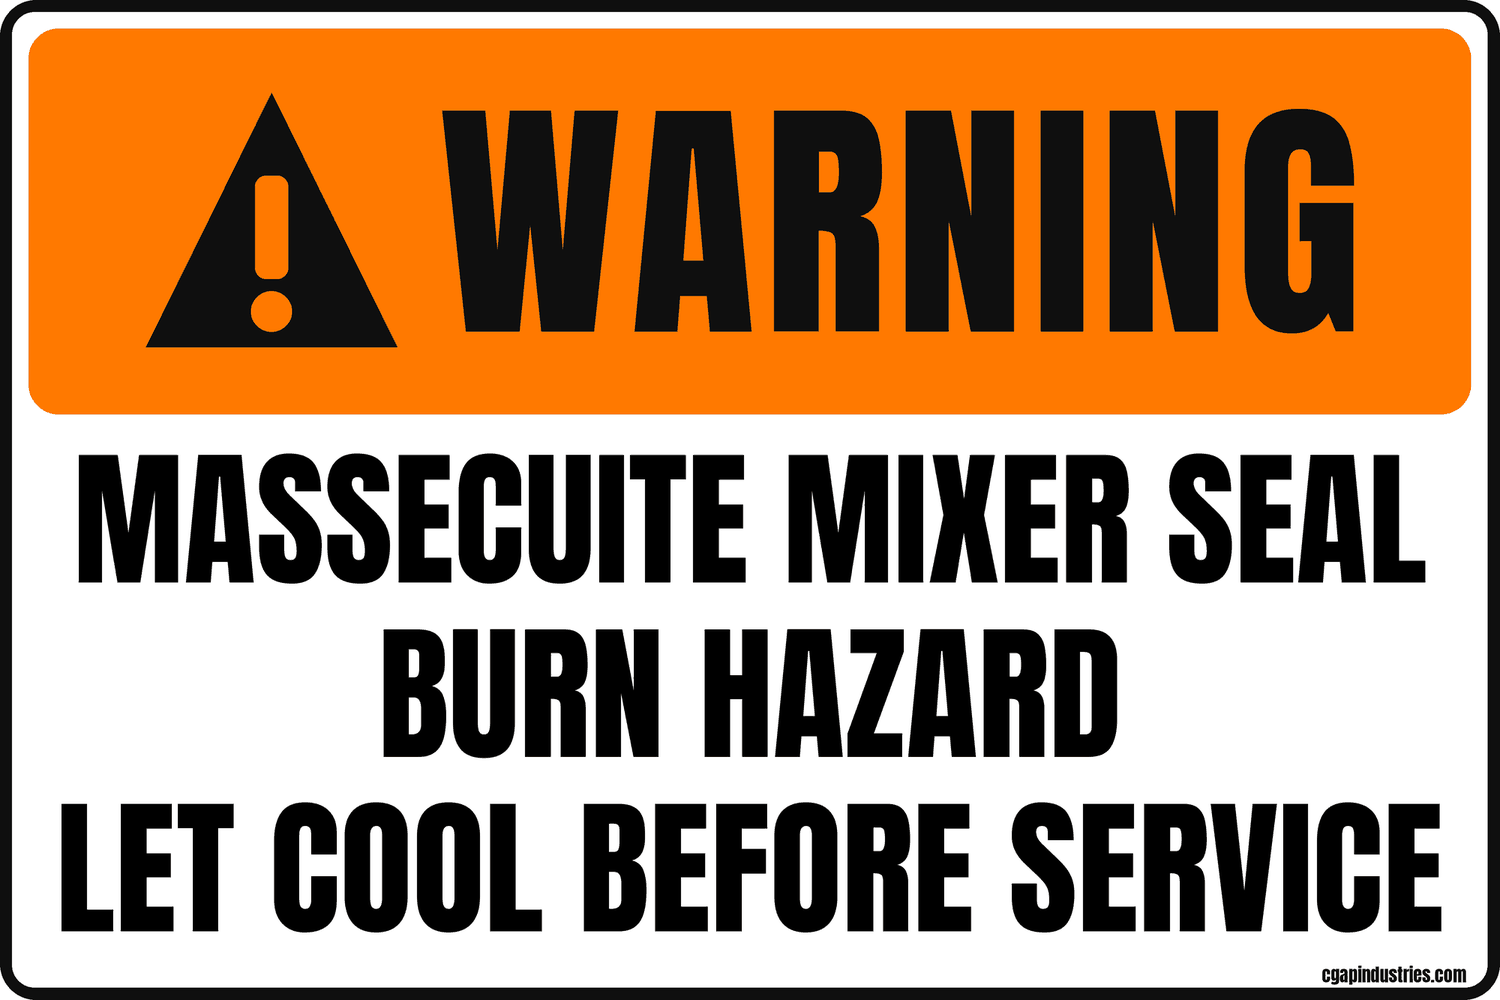 WARNING
MASSECUITE MIXER SEAL
BURN HAZARD
LET COOL BEFORE SERVICE
cgapindustries.com